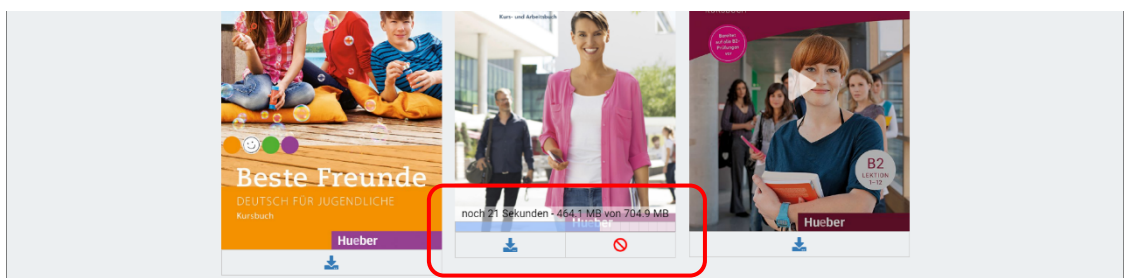 Beste Freunde
DEUTSCH FÜR JUGENDLICHE
Kursbuch
Hueber
Kurs- und Arbeitsbuch
noch 21 Sekunden - 464.1 MB von 704.9 MB
Hueber
B2
LEKTION
1–12
Hueber